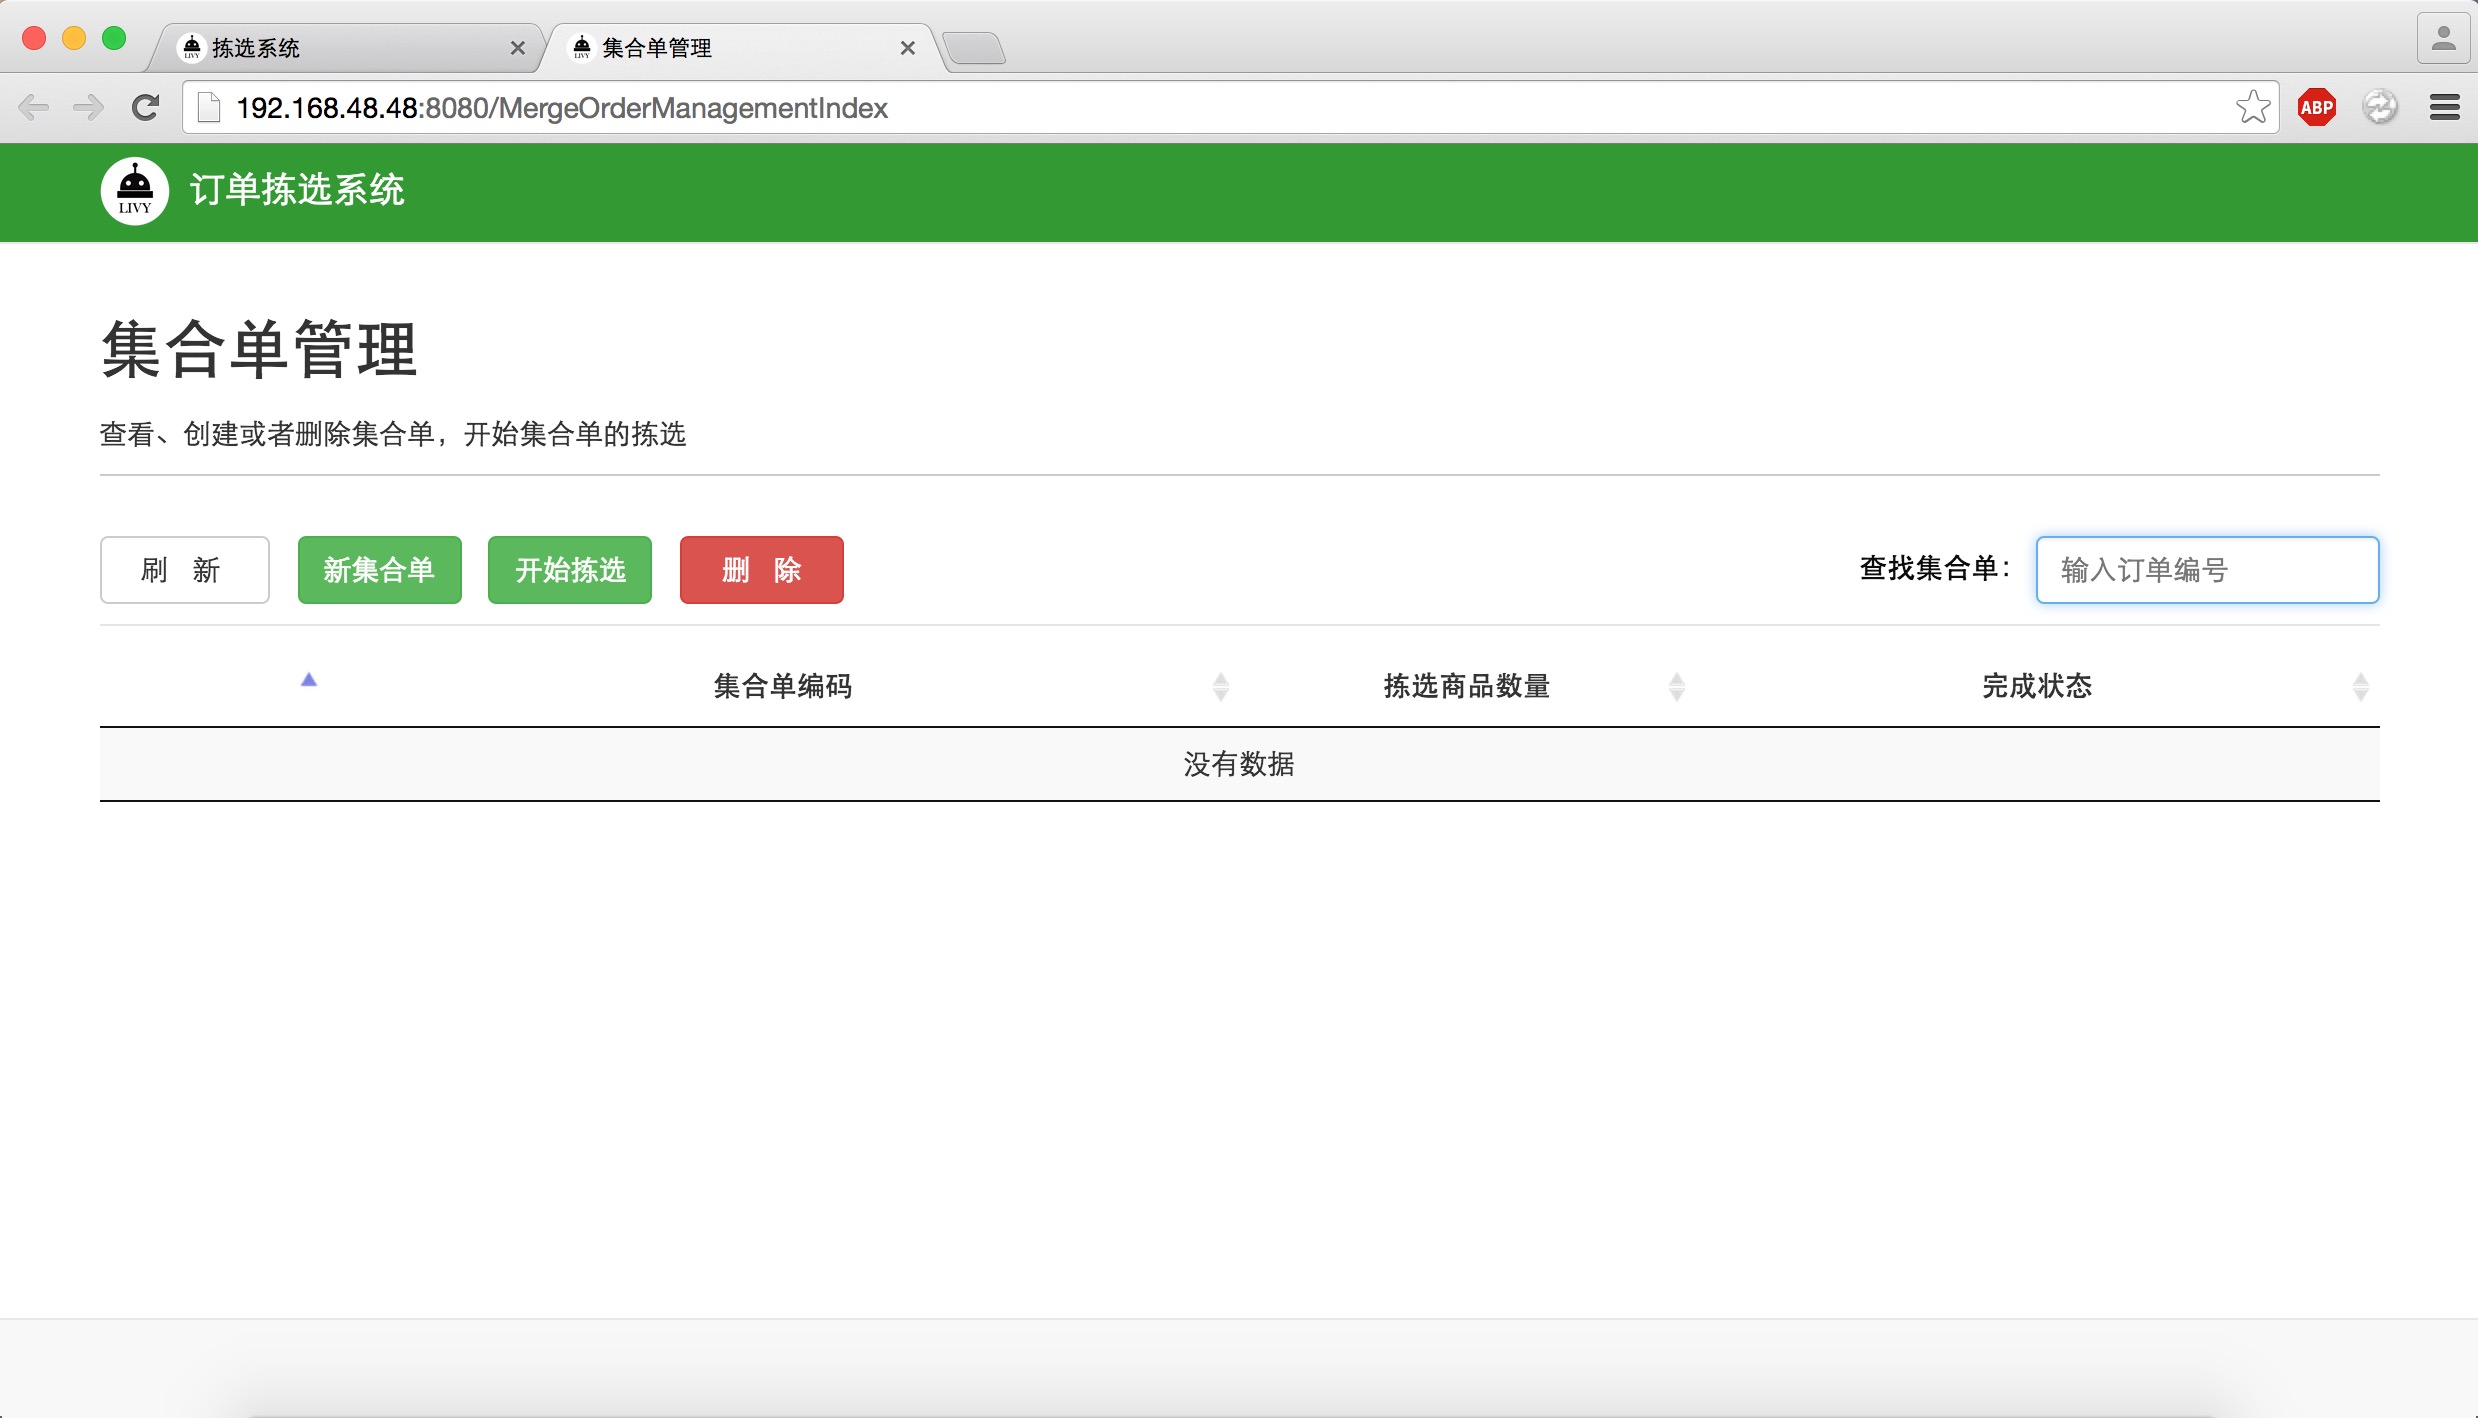 拣选系统
集合单管理
192.168.48.48:8080/MergeOrderManagementIndex
ABP
LIVY
订单拣选系统
集合单管理
查看、创建或者删除集合单，开始集合单的拣选
刷 新
新集合单
开始拣选
删 除
查找集合单：
输入订单编号
集合单编码
拣选商品数量
完成状态
没有数据